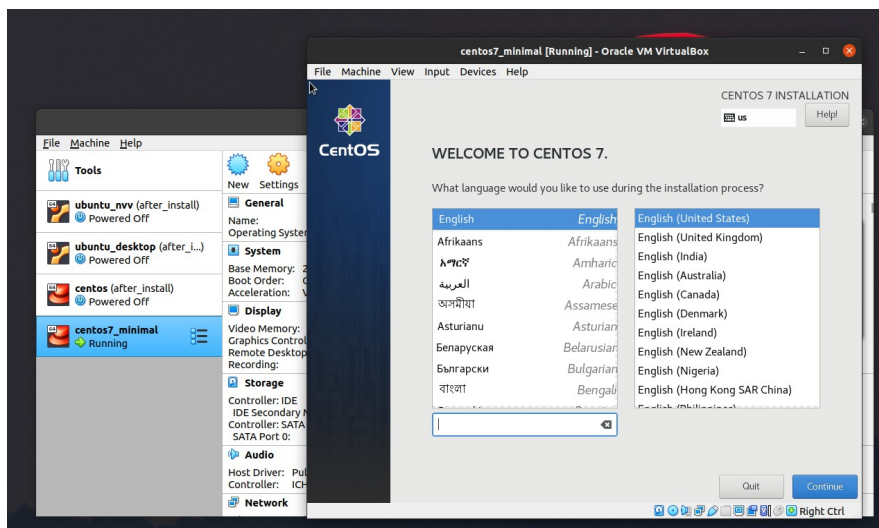 File Machine Help
Tools
ubuntu_nvv (after_install)
Powered Off
ubuntu_desktop (after_i...)
Powered Off
centos (after_install)
Powered Off
centos7_minimal
Running
New Settings
General
Name:
Operating System
System
Base Memory: 2
Boot Order:
Acceleration:
Display
Video Memory:
Graphics Control
Remote Desktop
Recording:
Storage
Controller: IDE
IDE Secondary
Controller: SATA
SATA Port 0:
Audio
Host Driver: Pul
Controller: ICH
Network
centos7_minimal [Running] - Oracle VM VirtualBox
File Machine View Input Devices Help
CentOS
CENTOS 7 INSTALLATION
us
Help!
WELCOME TO CENTOS 7.
What language would you like to use during the installation process?
English English
Afrikaans Afrikaans
አማርኛ Amharic
العربية Arabic
অসমীয়া Assamese
Asturianu Asturian
Беларуская Belarusian
Български Bulgarian
বাংলা Bengali
English (United States)
English (United Kingdom)
English (India)
English (Australia)
English (Canada)
English (Denmark)
English (Ireland)
English (New Zealand)
English (Nigeria)
English (Hong Kong SAR China)
English (Philippines)
Quit
Continue
Right Ctrl